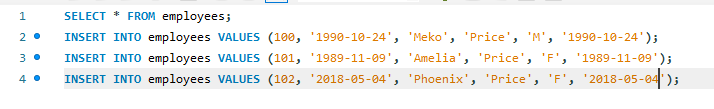 1 SELECT * FROM employees;
2 INSERT INTO employees VALUES (100, '1990-10-24', 'Meko', 'Price', 'M', '1990-10-24');
3 INSERT INTO employees VALUES (101, '1989-11-09', 'Amelia', 'Price', 'F', '1989-11-09');
4 INSERT INTO employees VALUES (102, '2018-05-04', 'Phoenix', 'Price', 'F', '2018-05-04');